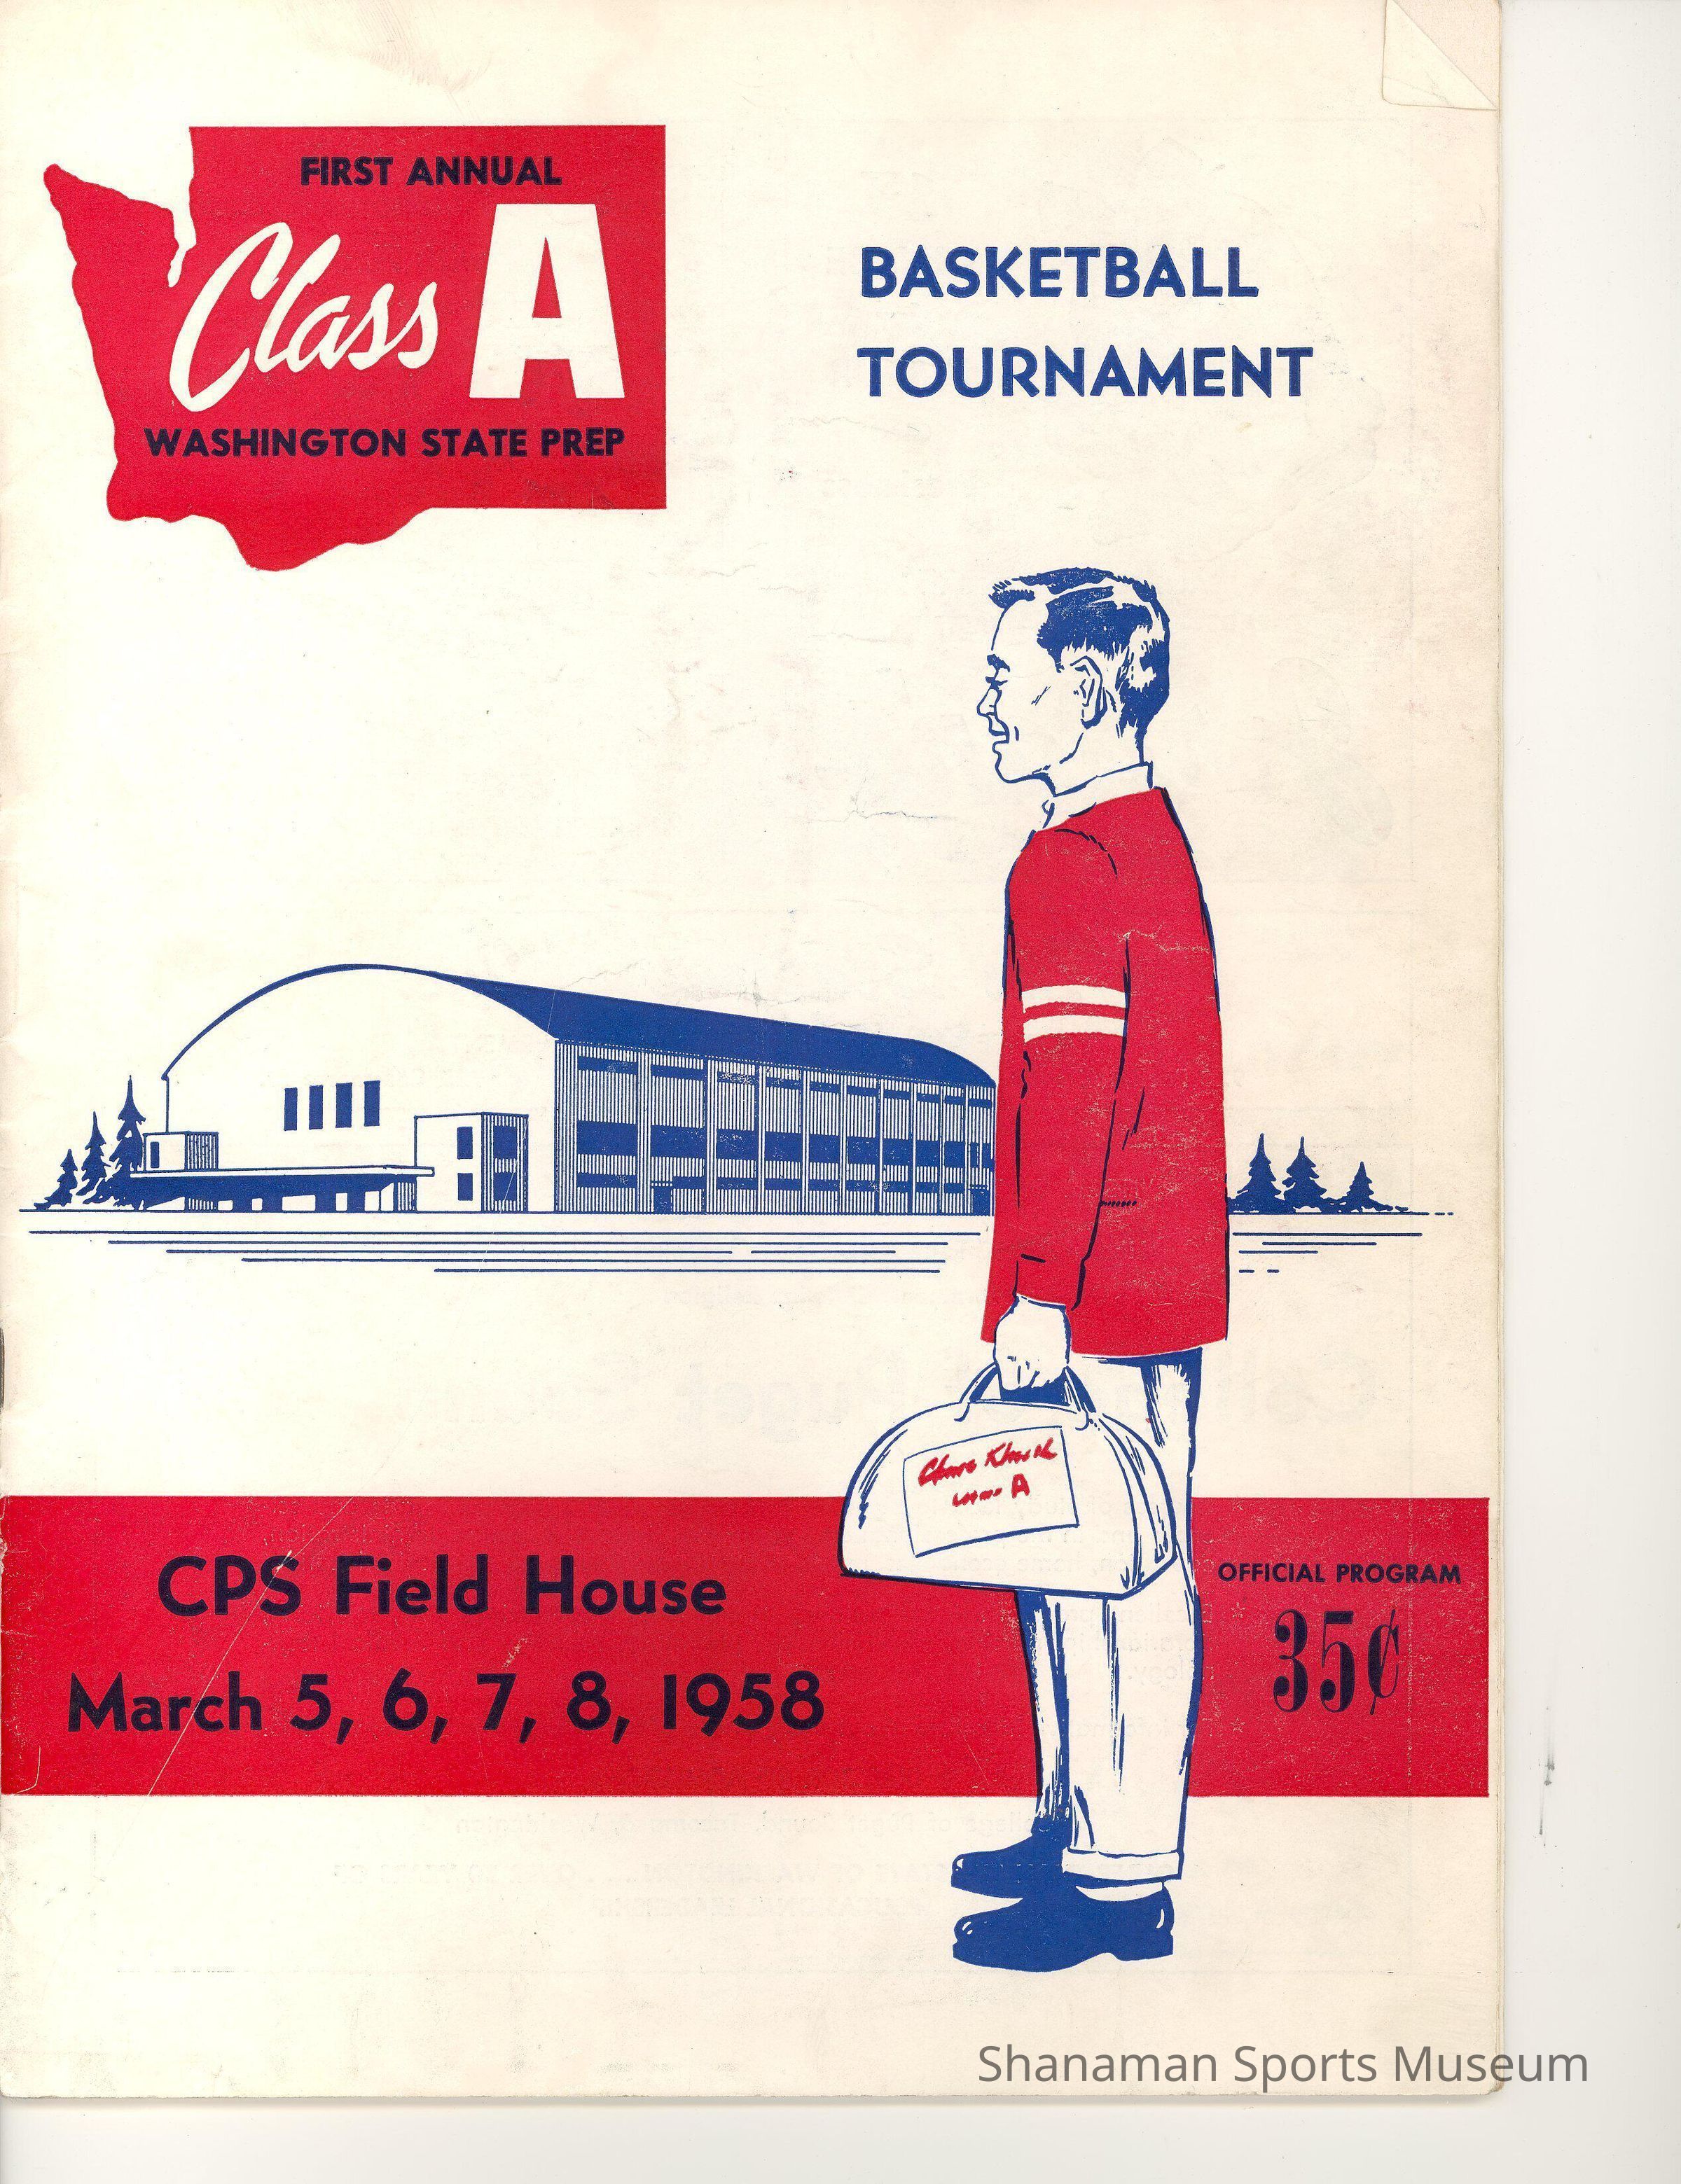 FIRST ANNUAL
Class A
WASHINGTON STATE PREP
BASKETBALL
TOURNAMENT
A
CPS Field House
March 5, 6, 7, 8, 1958
OFFICIAL PROGRAM
35¢
Shanaman Sports Museum